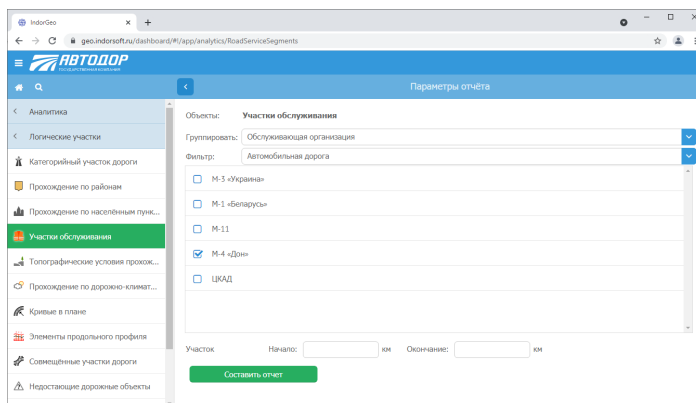 IndorGeo
geo.indorsoft.ru/dashboard/#!/app/analytics/RoadServiceSegments
АВТОДОР
ГОСУДАРСТВЕННАЯ КОМПАНИЯ
Параметры отчёта
Аналитика
Логические участки
Категорийный участок дороги
Прохождение по районам
Прохождение по населённым пунк...
Участки обслуживания
Топографические условия прохож...
Прохождение по дорожно-климат...
Кривые в плане
Элементы продольного профиля
Совмещённые участки дороги
Недостающие дорожные объекты
Объекты: Участки обслуживания
Группировать: Обслуживающая организация
Фильтр: Автомобильная дорога
М-3 «Украина»
М-1 «Беларусь»
М-11
М-4 «Дон»
ЦКАД
Участок Начало: км Окончание: км
Составить отчет